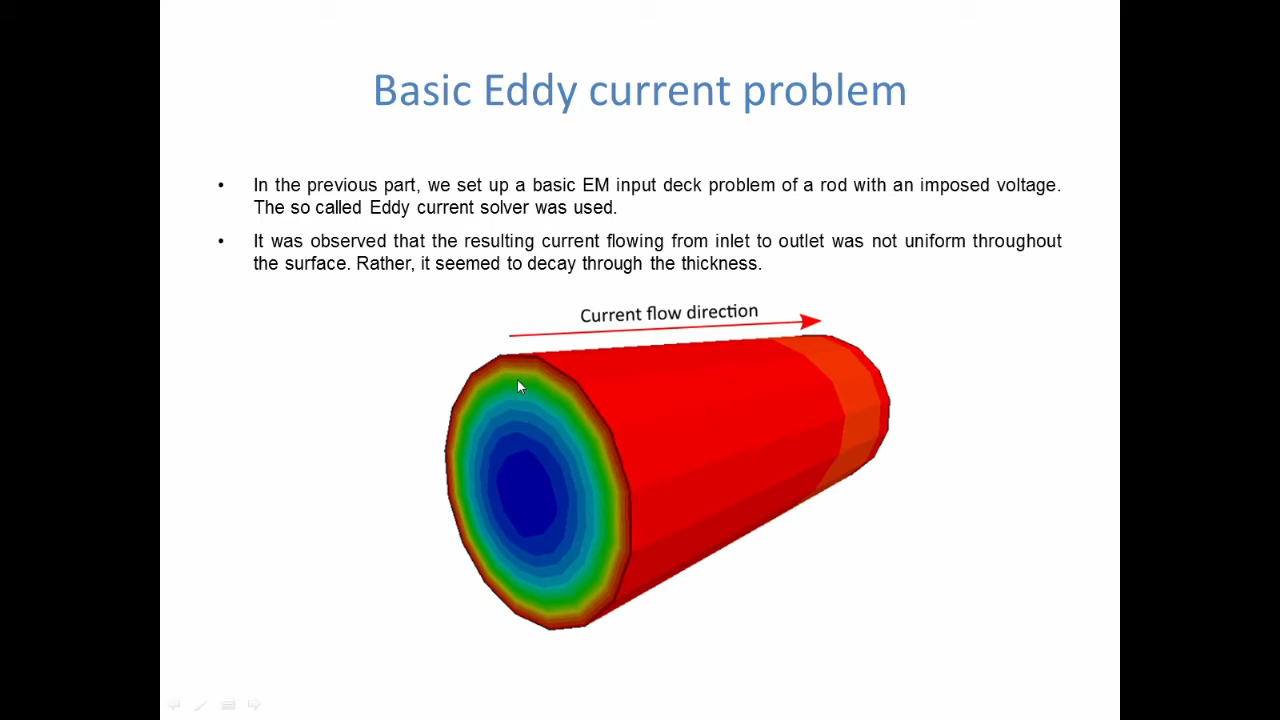 Basic Eddy current problem
• In the previous part, we set up a basic EM input deck problem of a rod with an imposed voltage.
The so called Eddy current solver was used.
• It was observed that the resulting current flowing from inlet to outlet was not uniform throughout
the surface. Rather, it seemed to decay through the thickness.
Current flow direction